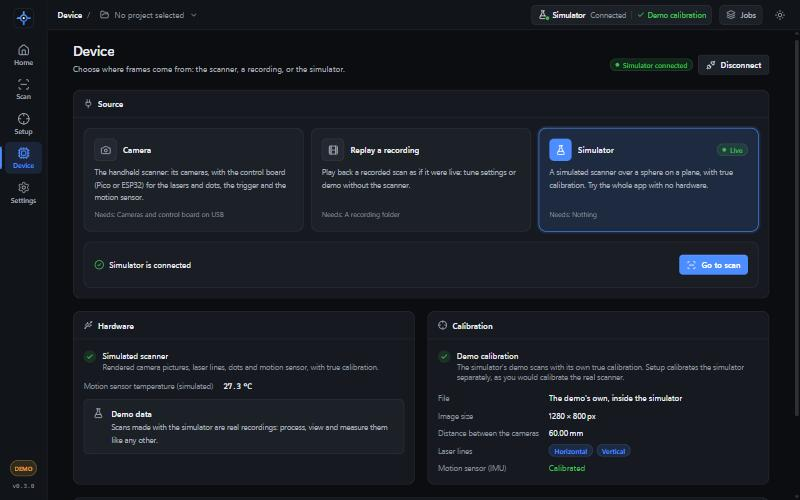 Device / No project selected
Simulator Connected Demo calibration
Jobs
Home
Scan
Setup
Device
Settings
DEMO
v0.3.0
Device
Choose where frames come from: the scanner, a recording, or the simulator.
Simulator connected
Disconnect
Source
Camera
The handheld scanner: its cameras, with the control board
(Pico or ESP32) for the lasers and dots, the trigger and the
motion sensor.
Needs: Cameras and control board on USB
Replay a recording
Play back a recorded scan as if it were live: tune settings or
demo without the scanner.
Needs: A recording folder
Simulator
Live
A simulated scanner over a sphere on a plane, with true
calibration. Try the whole app with no hardware.
Needs: Nothing
Simulator is connected
Go to scan
Hardware
Simulated scanner
Rendered camera pictures, laser lines, dots and motion sensor, with true calibration.
Motion sensor temperature (simulated) 27.3 °C
Demo data
Scans made with the simulator are real recordings: process, view and measure them
like any other.
Calibration
Demo calibration
The simulator's demo scans with its own true calibration. Setup calibrates the simulator
separately, as you would calibrate the real scanner.
File The demo's own, inside the simulator
Image size 1280 × 800 px
Distance between the cameras 60.00 mm
Laser lines Horizontal Vertical
Motion sensor (IMU) Calibrated